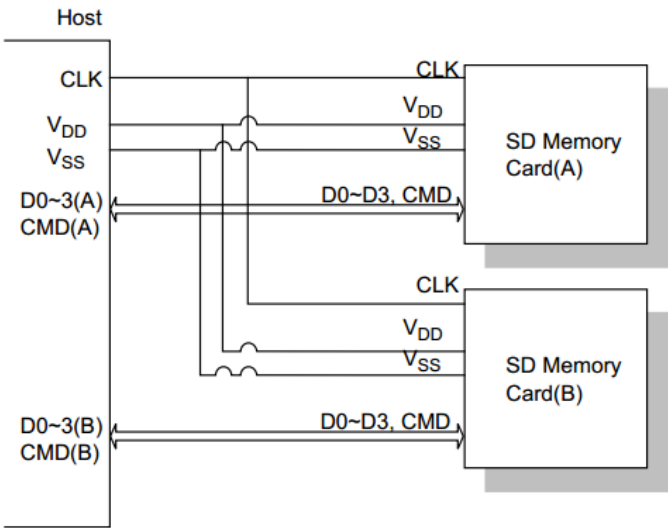 Host
CLK
CLK
VDD
VDD
VSS
VSS
SD Memory
Card(A)
D0~3(A)
CMD(A)
D0~D3, CMD
CLK
VDD
VSS
SD Memory
Card(B)
D0~3(B)
CMD(B)
D0~D3, CMD